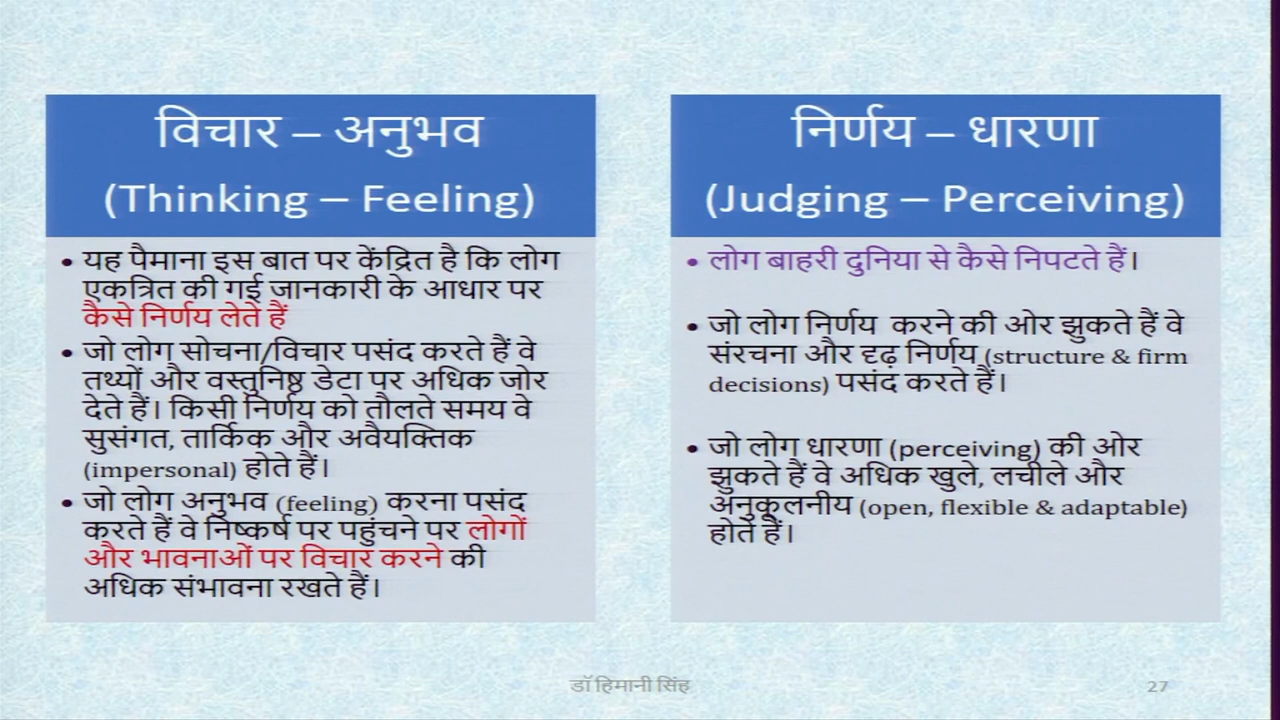 विचार – अनुभव
(Thinking – Feeling)
• यह पैमाना इस बात पर केंद्रित है कि लोग
एकत्रित की गई जानकारी के आधार पर
कैसे निर्णय लेते हैं
• जो लोग सोचना/विचार पसंद करते हैं वे
तथ्यों और वस्तुनिष्ठ डेटा पर अधिक जोर
देते हैं। किसी निर्णय को तौलते समय वे
सुसंगत, तार्किक और अवैयक्तिक
(impersonal) होते हैं।
• जो लोग अनुभव (feeling) करना पसंद
करते हैं वे निष्कर्ष पर पहुंचने पर लोगों
और भावनाओं पर विचार करने की
अधिक संभावना रखते हैं।
निर्णय – धारणा
(Judging – Perceiving)
• लोग बाहरी दुनिया से कैसे निपटते हैं।
• जो लोग निर्णय करने की ओर झुकते हैं वे
संरचना और दृढ़ निर्णय (structure & firm
decisions) पसंद करते हैं।
• जो लोग धारणा (perceiving) की ओर
झुकते हैं वे अधिक खुले, लचीले और
अनुकूलनीय (open, flexible & adaptable)
होते हैं।
डॉ हिमानी सिंह
27